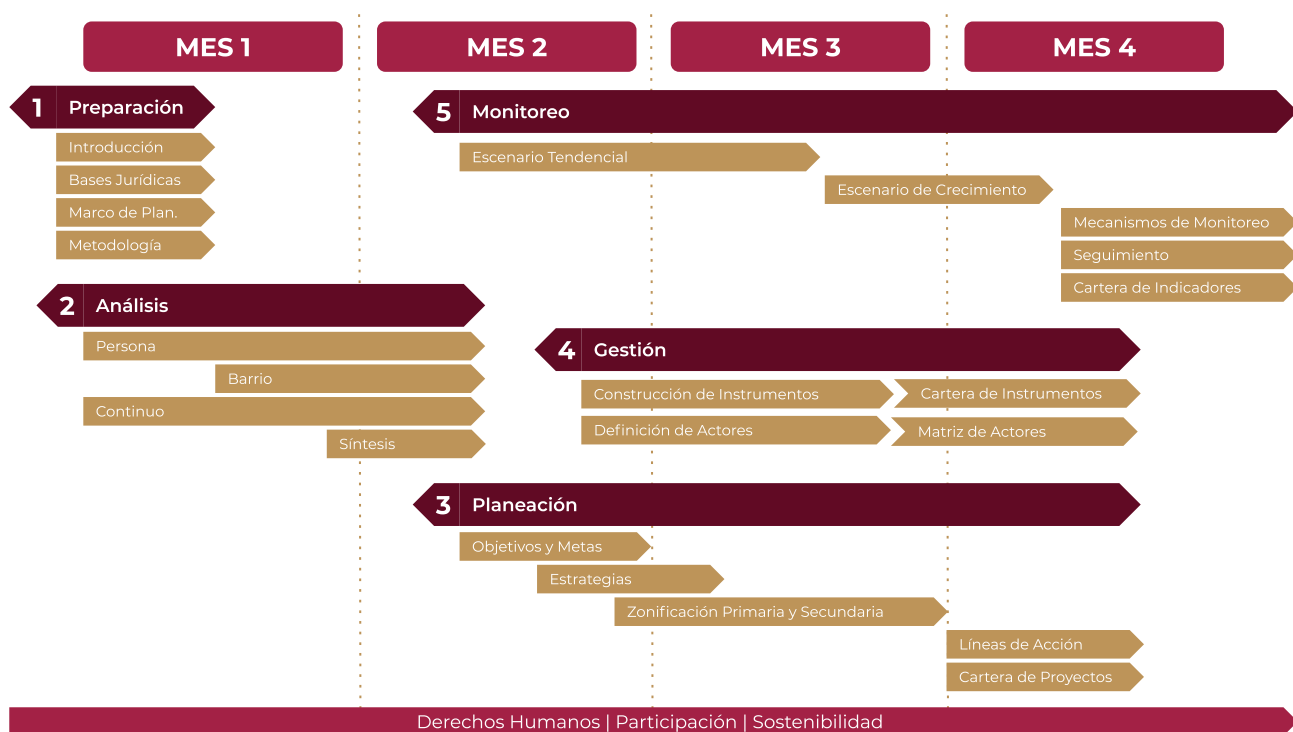 MES 1
MES 2
MES 3
MES 4
1 Preparación
Introducción
Bases Jurídicas
Marco de Plan.
Metodología
5 Monitoreo
Escenario Tendencial
Escenario de Crecimiento
Mecanismos de Monitoreo
Seguimiento
Cartera de Indicadores
2 Análisis
Persona
Barrio
Continuo
Síntesis
4 Gestión
Construcción de Instrumentos
Cartera de Instrumentos
Definición de Actores
Matriz de Actores
3 Planeación
Objetivos y Metas
Estrategias
Zonificación Primaria y Secundaria
Líneas de Acción
Cartera de Proyectos
Derechos Humanos | Participación | Sostenibilidad